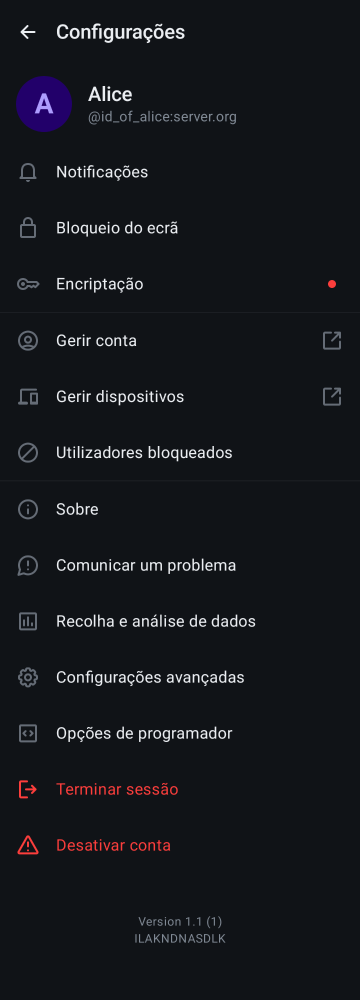 Configurações
A
Alice
@id_of_alice:server.org
Notificações
Bloqueio do ecrã
Encriptação
Gerir conta
Gerir dispositivos
Utilizadores bloqueados
Sobre
Comunicar um problema
Recolha e análise de dados
Configurações avançadas
Opções de programador
Terminar sessão
Desativar conta
Version 1.1 (1)
ILAKNDNASDLK